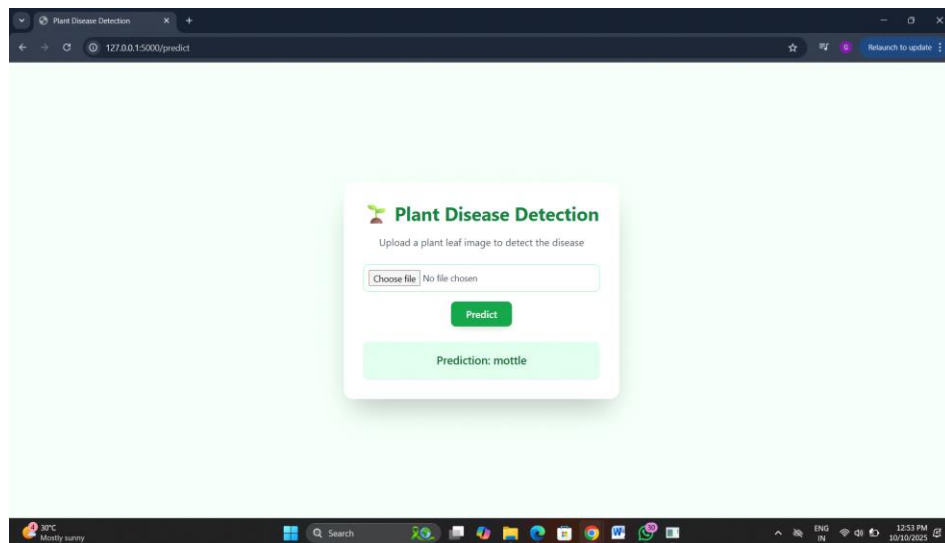 Plant Disease Detection
127.0.0.1:5000/predict
G
Relaunch to update
Plant Disease Detection
Upload a plant leaf image to detect the disease
Choose file No file chosen
Predict
Prediction: mottle
4
30°C
Mostly sunny
Search
W
30
ENG
IN
12:53 PM
10/10/2025